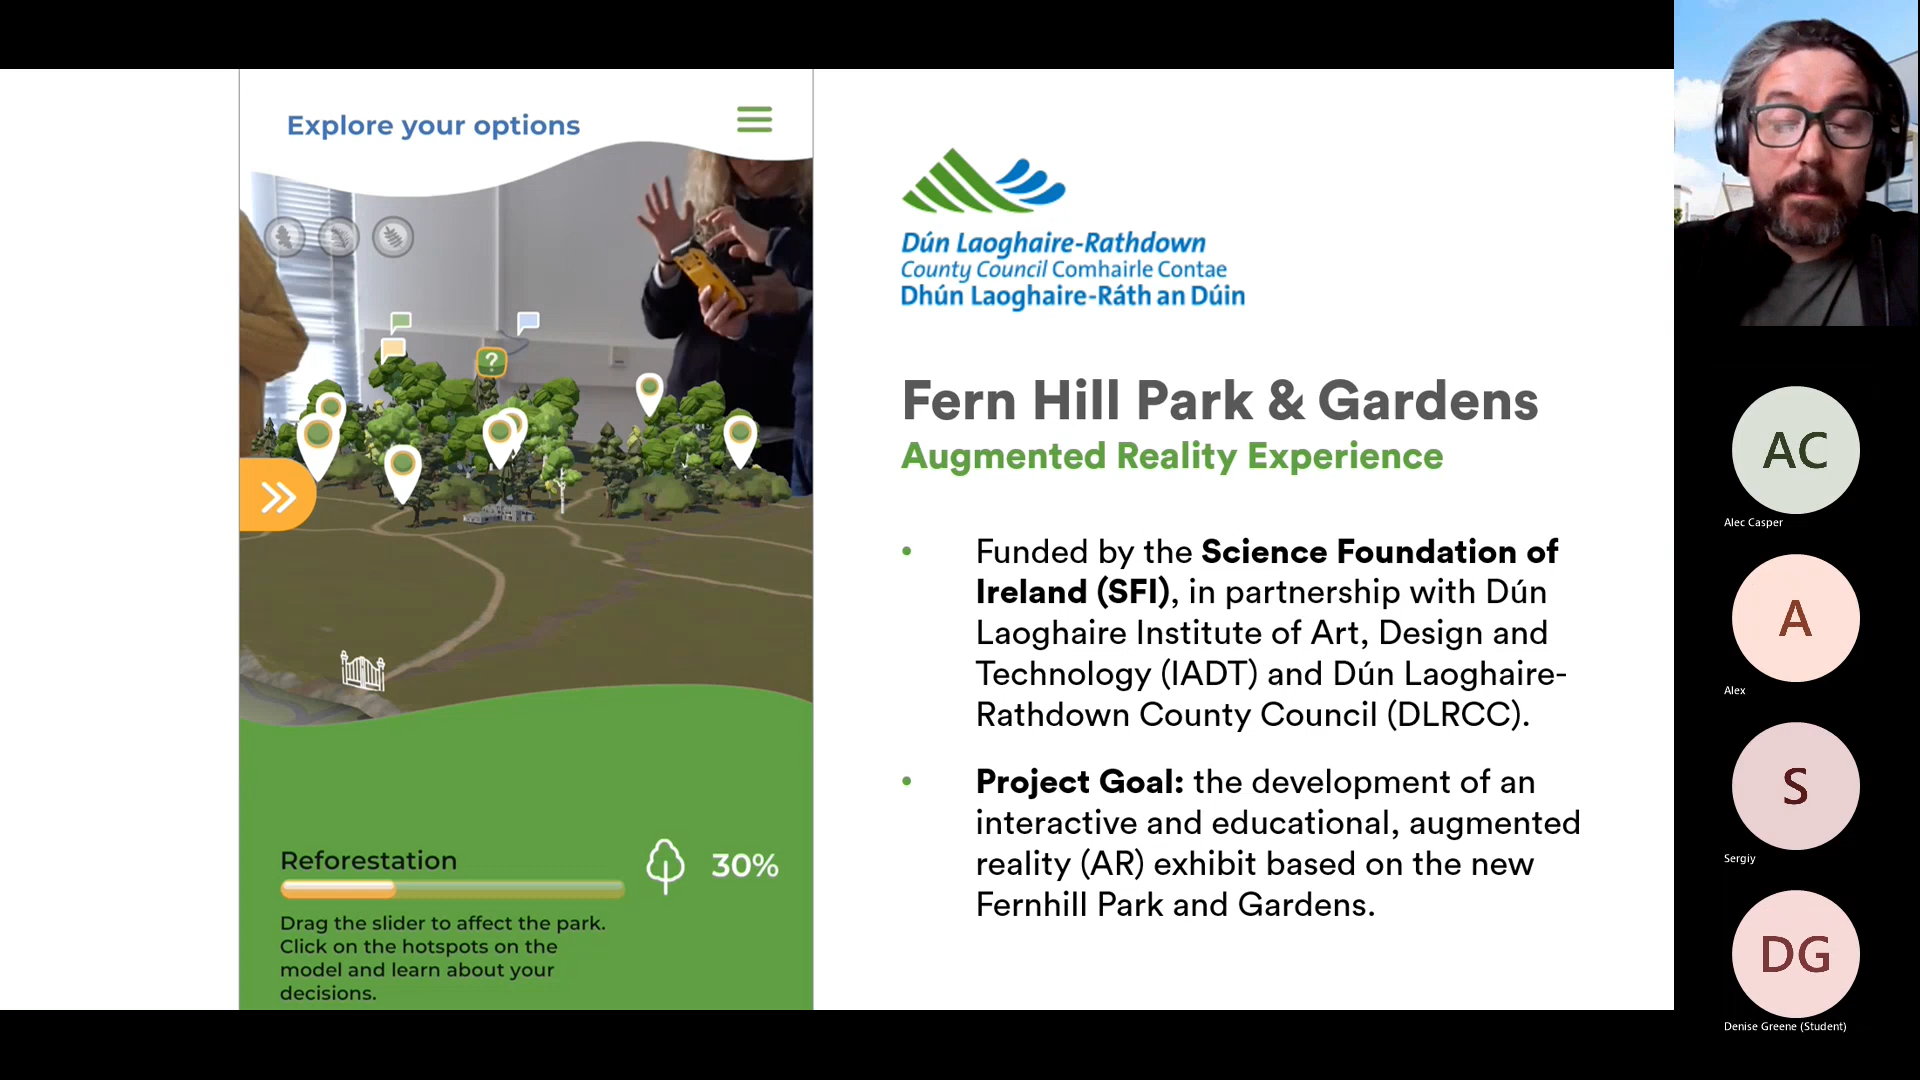 Explore your options
?
Reforestation
30%
Drag the slider to affect the park.
Click on the hotspots on the
model and learn about your
decisions.
Dún Laoghaire-Rathdown
County Council Comhairle Contae
Dhún Laoghaire-Ráth an Dúin
Fern Hill Park & Gardens
Augmented Reality Experience
• Funded by the Science Foundation of
Ireland (SFI), in partnership with Dún
Laoghaire Institute of Art, Design and
Technology (IADT) and Dún Laoghaire-
Rathdown County Council (DLRCC).
• Project Goal: the development of an
interactive and educational, augmented
reality (AR) exhibit based on the new
Fernhill Park and Gardens.
AC
Alec Casper
A
Alex
S
Sergiy
DG
Denise Greene (Student)